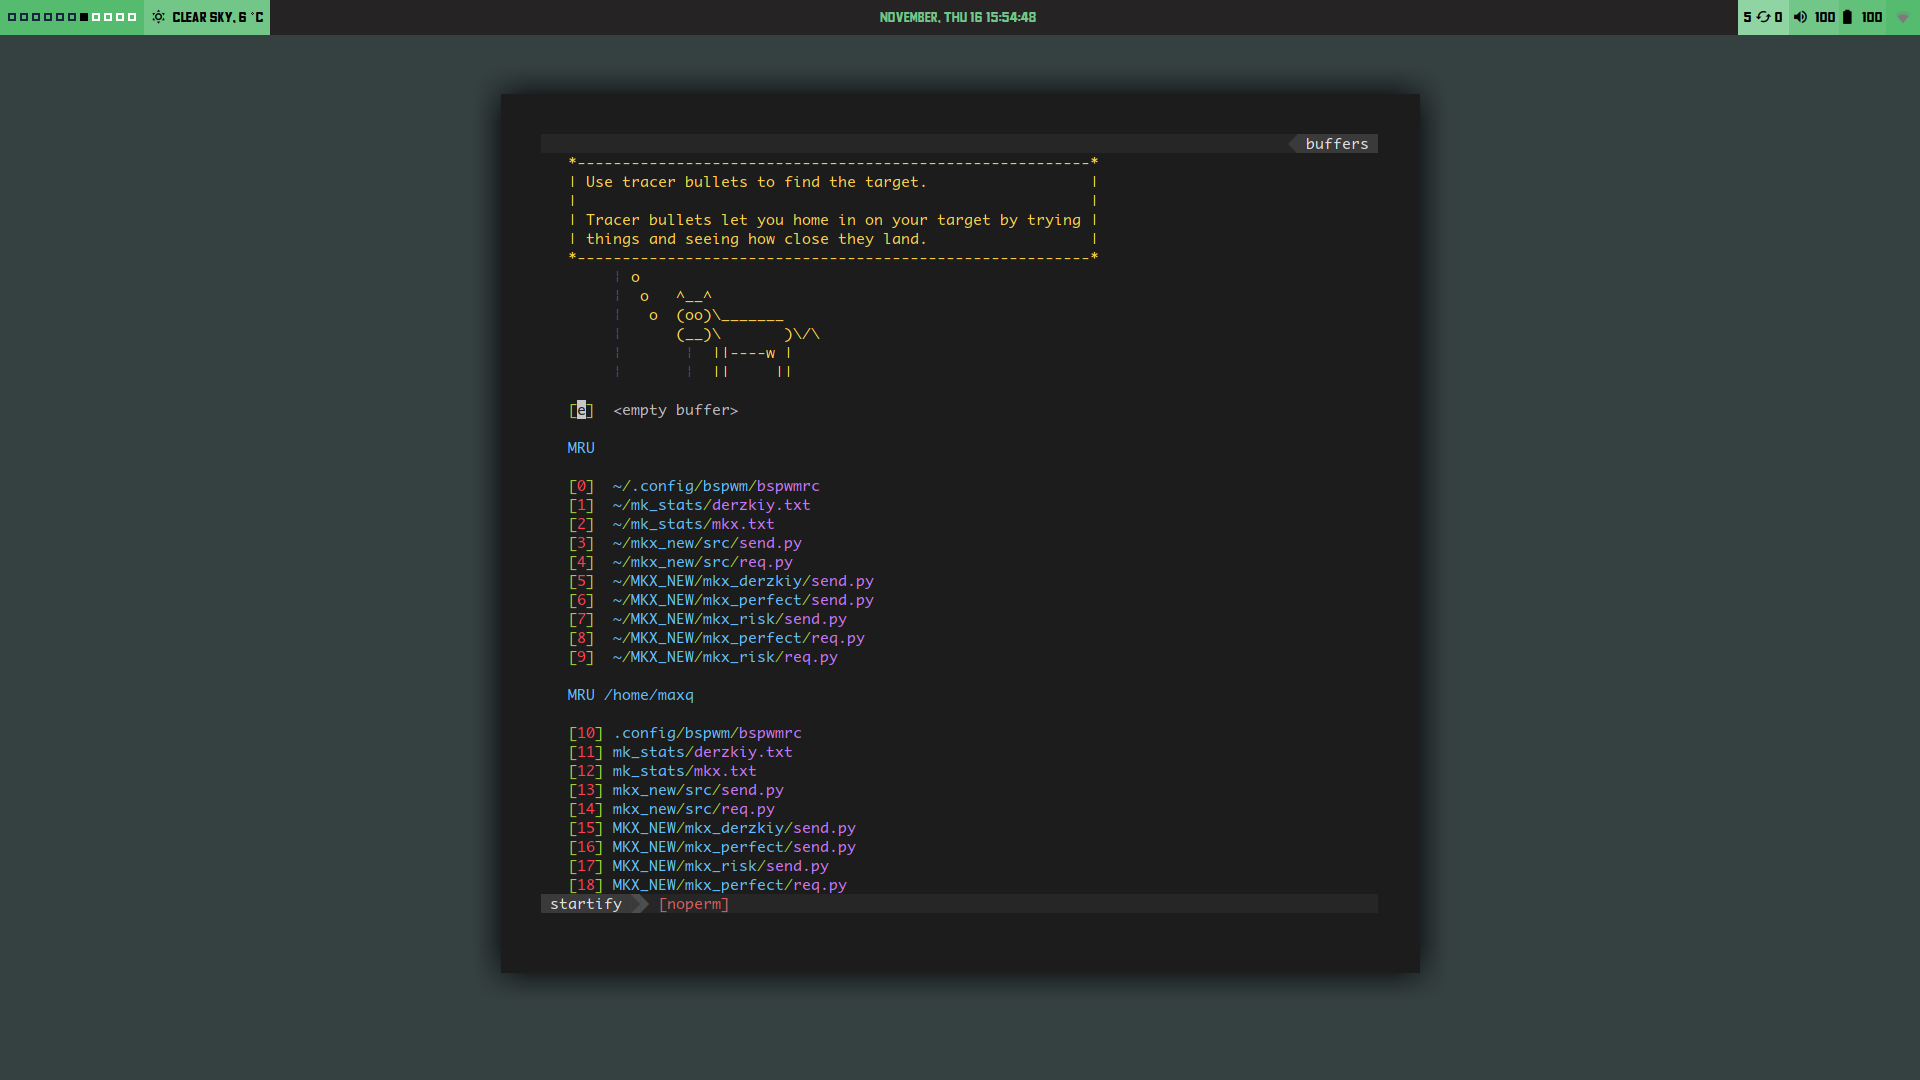 CLEAR SKY, 6 °C
NOVEMBER, THU 16 15:54:48
5 0 100 100
buffers
*---------------------------------------------------------*
| Use tracer bullets to find the target.                  |
|                                                         |
| Tracer bullets let you home in on your target by trying |
| things and seeing how close they land.                  |
*---------------------------------------------------------*
     ¦ o
     ¦  o   ^__^
     ¦   o  (oo)\_______
     ¦      (__)\       )\/\
     ¦       ¦  ||----w |
     ¦       ¦  ||     ||
[e]  <empty buffer>
MRU
[0]  ~/.config/bspwm/bspwmrc
[1]  ~/mk_stats/derzkiy.txt
[2]  ~/mk_stats/mkx.txt
[3]  ~/mkx_new/src/send.py
[4]  ~/mkx_new/src/req.py
[5]  ~/MKX_NEW/mkx_derzkiy/send.py
[6]  ~/MKX_NEW/mkx_perfect/send.py
[7]  ~/MKX_NEW/mkx_risk/send.py
[8]  ~/MKX_NEW/mkx_perfect/req.py
[9]  ~/MKX_NEW/mkx_risk/req.py
MRU /home/maxq
[10] .config/bspwm/bspwmrc
[11] mk_stats/derzkiy.txt
[12] mk_stats/mkx.txt
[13] mkx_new/src/send.py
[14] mkx_new/src/req.py
[15] MKX_NEW/mkx_derzkiy/send.py
[16] MKX_NEW/mkx_perfect/send.py
[17] MKX_NEW/mkx_risk/send.py
[18] MKX_NEW/mkx_perfect/req.py
startify [noperm]